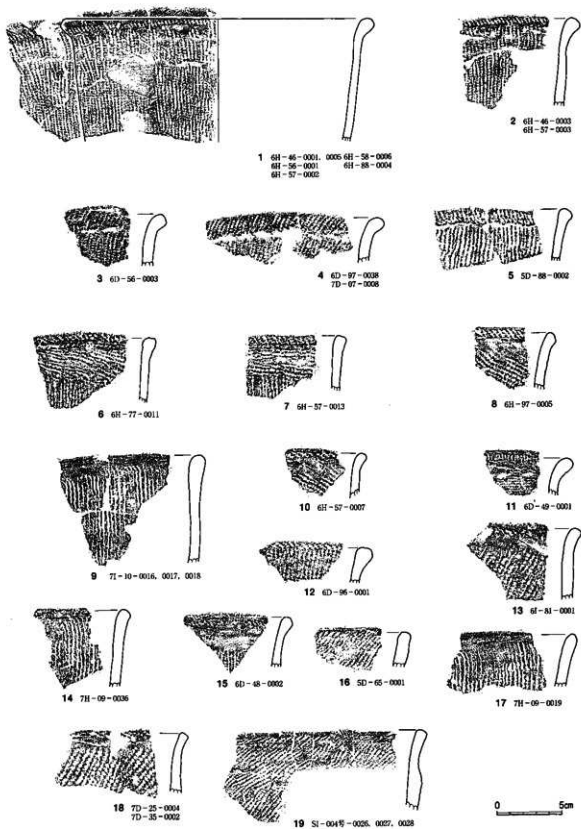 1 6H-46-0001, 0005 6H-58-0006
6H-56-0001 6H-88-0004
6H-57-0002
2 6H-46-0003
6H-57-0003
3 6D-56-0003
4 6D-97-0038
7D-07-0008
5 5D-88-0002
6 6H-77-0011
7 6H-57-0013
8 6H-97-0005
9 7I-10-0016, 0017, 0018
10 6H-57-0007
11 6D-49-0001
12 6D-96-0001
13 6I-81-0001
14 7H-09-0036
15 6D-48-0002
16 5D-65-0001
17 7H-09-0019
18 7D-25-0004
7D-35-0002
19 SI-004号-0026, 0027, 0028
0 5cm